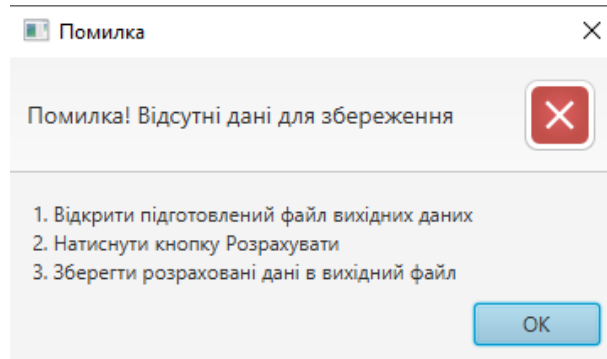 Помилка
Помилка! Відсутні дані для збереження
1. Відкрити підготовлений файл вихідних даних
2. Натиснути кнопку Розрахувати
3. Зберегти розраховані дані в вихідний файл
ОК